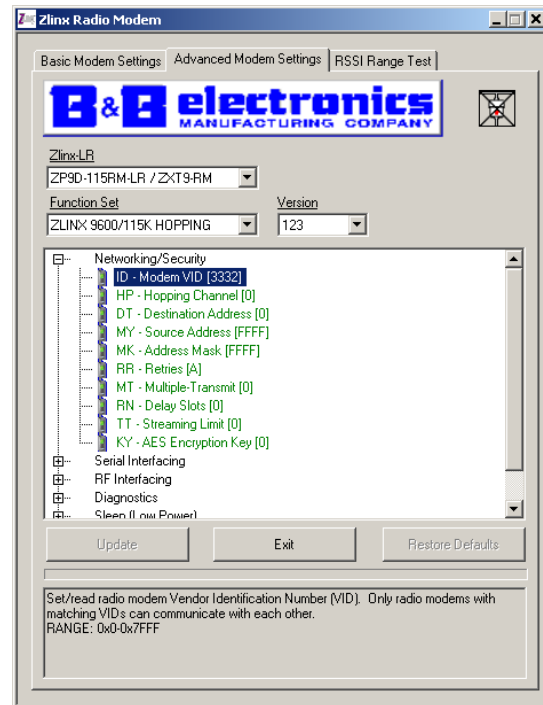 Zlinx Radio Modem
Basic Modem Settings Advanced Modem Settings RSSI Range Test
B&B electronics
MANUFACTURING COMPANY
Zlinx-LR
ZP9D-115RM-LR / ZXT9-RM
Function Set Version
ZLINX 9600/115K HOPPING 123
Networking/Security
ID - Modem VID [3332]
HP - Hopping Channel [0]
DT - Destination Address [0]
MY - Source Address [FFFF]
MK - Address Mask [FFFF]
RR - Retries [A]
MT - Multiple-Transmit [0]
RN - Delay Slots [0]
TT - Streaming Limit [0]
KY - AES Encryption Key [0]
Serial Interfacing
RF Interfacing
Diagnostics
Sleep (Low Power)
Update Exit Restore Defaults
Set/read radio modem Vendor Identification Number (VID). Only radio modems with
matching VIDs can communicate with each other.
RANGE: 0x0-0x7FFF